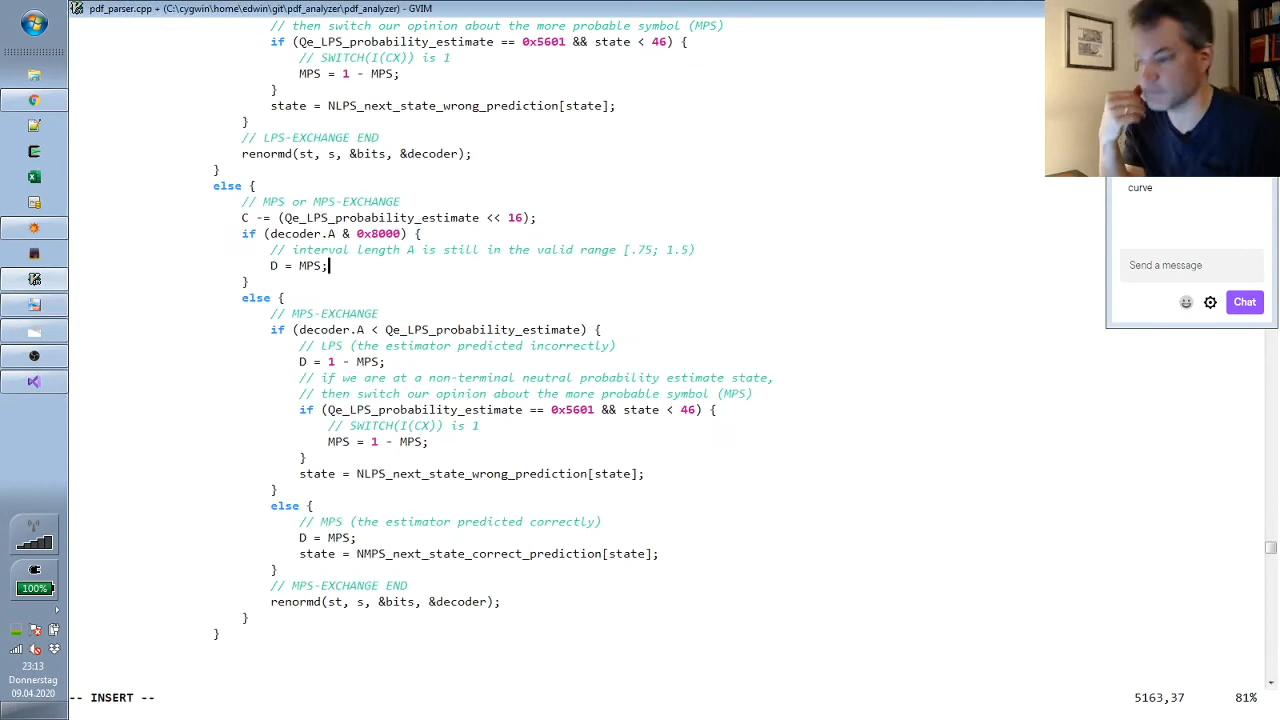 pdf_parser.cpp + (C:\cygwin\home\edwin\git\pdf_analyzer\pdf_analyzer) - GVIM
// then switch our opinion about the more probable symbol (MPS)
if (Qe_LPS_probability_estimate == 0x5601 && state < 46) {
// SWITCH(I(CX)) is 1
MPS = 1 - MPS;
}
state = NLPS_next_state_wrong_prediction[state];
}
// LPS-EXCHANGE END
renormd(st, s, &bits, &decoder);
}
else {
// MPS or MPS-EXCHANGE
C -= (Qe_LPS_probability_estimate << 16);
if (decoder.A & 0x8000) {
// interval length A is still in the valid range [.75; 1.5)
D = MPS;
}
else {
// MPS-EXCHANGE
if (decoder.A < Qe_LPS_probability_estimate) {
// LPS (the estimator predicted incorrectly)
D = 1 - MPS;
// if we are at a non-terminal neutral probability estimate state,
// then switch our opinion about the more probable symbol (MPS)
if (Qe_LPS_probability_estimate == 0x5601 && state < 46) {
// SWITCH(I(CX)) is 1
MPS = 1 - MPS;
}
state = NLPS_next_state_wrong_prediction[state];
}
else {
// MPS (the estimator predicted correctly)
D = MPS;
state = NMPS_next_state_correct_prediction[state];
}
// MPS-EXCHANGE END
renormd(st, s, &bits, &decoder);
}
}
-- INSERT --
5163,37
81%
curve
Send a message
Chat
100%
23:13
Donnerstag
09.04.2020